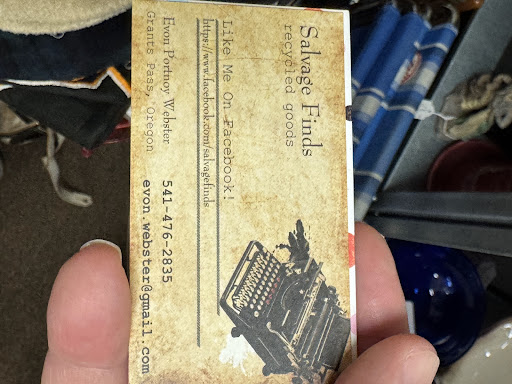 Salvage Finds
recycled goods
Like Me On Facebook!
https://www.facebook.com/salvagefinds
Evon Portnoy Webster 541-476-2835
Grants Pass, Oregon evon.webster@gmail.com